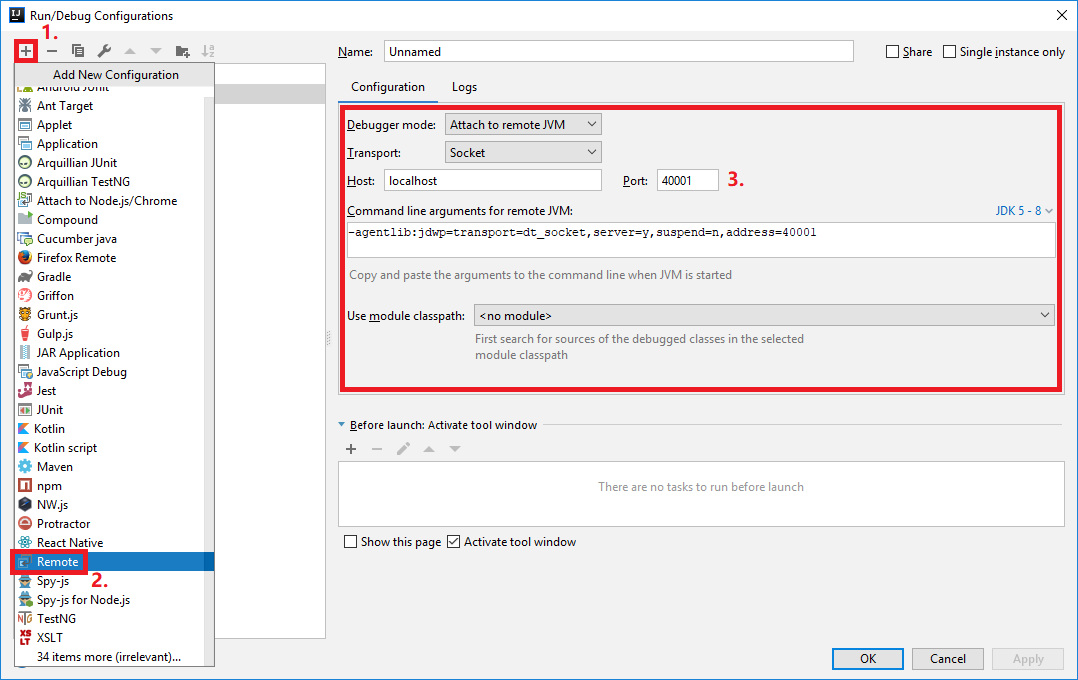 Run/Debug Configurations
1.
Add New Configuration
Android JUnit
Ant Target
Applet
Application
Arquillian JUnit
Arquillian TestNG
Attach to Node.js/Chrome
Compound
Cucumber java
Firefox Remote
Gradle
Griffon
Grunt.js
Gulp.js
JAR Application
JavaScript Debug
Jest
JUnit
Kotlin
Kotlin script
Maven
npm
NW.js
Protractor
React Native
Remote
2.
Spy-js
Spy-js for Node.js
TestNG
XSLT
34 items more (irrelevant)...
Name: Unnamed
Share Single instance only
Configuration Logs
Debugger mode: Attach to remote JVM
Transport: Socket
Host: localhost Port: 40001 3.
Command line arguments for remote JVM: JDK 5 - 8
-agentlib:jdwp=transport=dt_socket,server=y,suspend=n,address=40001
Copy and paste the arguments to the command line when JVM is started
Use module classpath: <no module>
First search for sources of the debugged classes in the selected
module classpath
Before launch: Activate tool window
There are no tasks to run before launch
Show this page Activate tool window
OK Cancel Apply